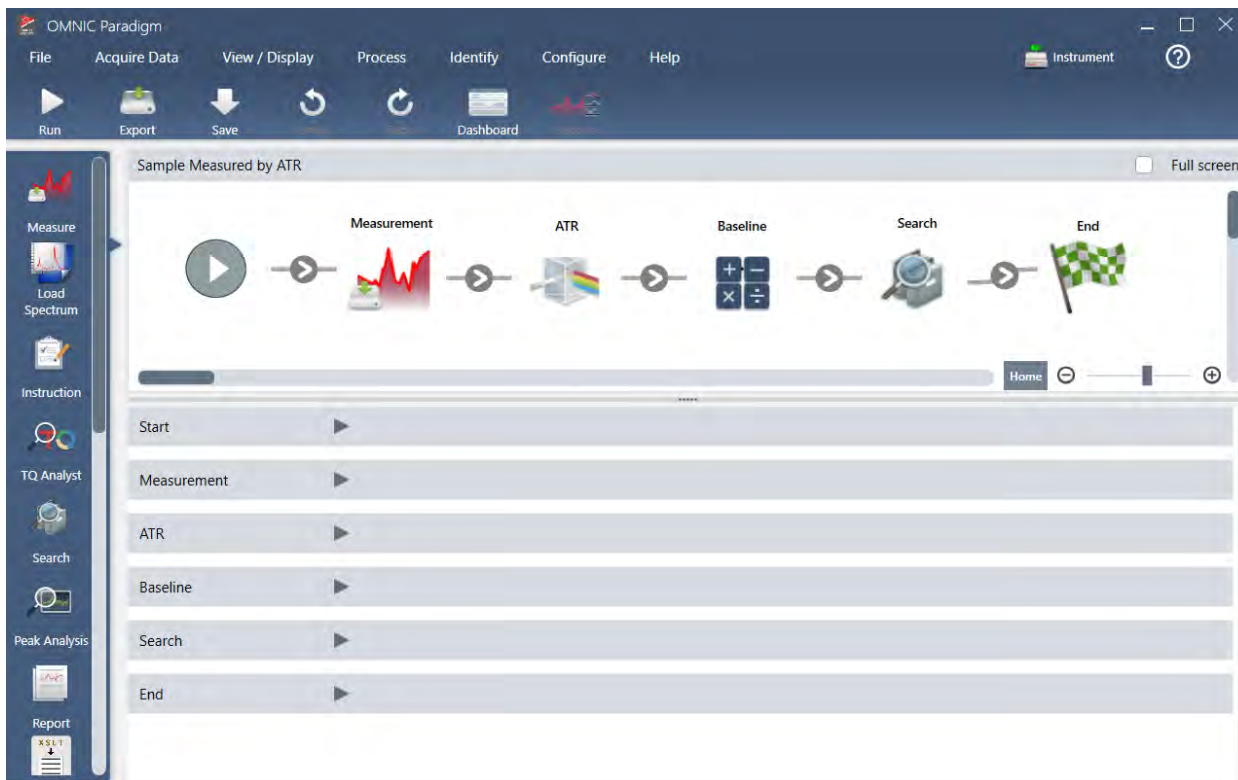 OMNIC Paradigm
File Acquire Data View / Display Process Identify Configure Help Instrument
Run Export Save Dashboard
Sample Measured by ATR Full screen
Measurement ATR Baseline Search End
Home
Measure
Load
Spectrum
Instruction
TQ Analyst
Search
Peak Analysis
Report
XSLT
Start
Measurement
ATR
Baseline
Search
End